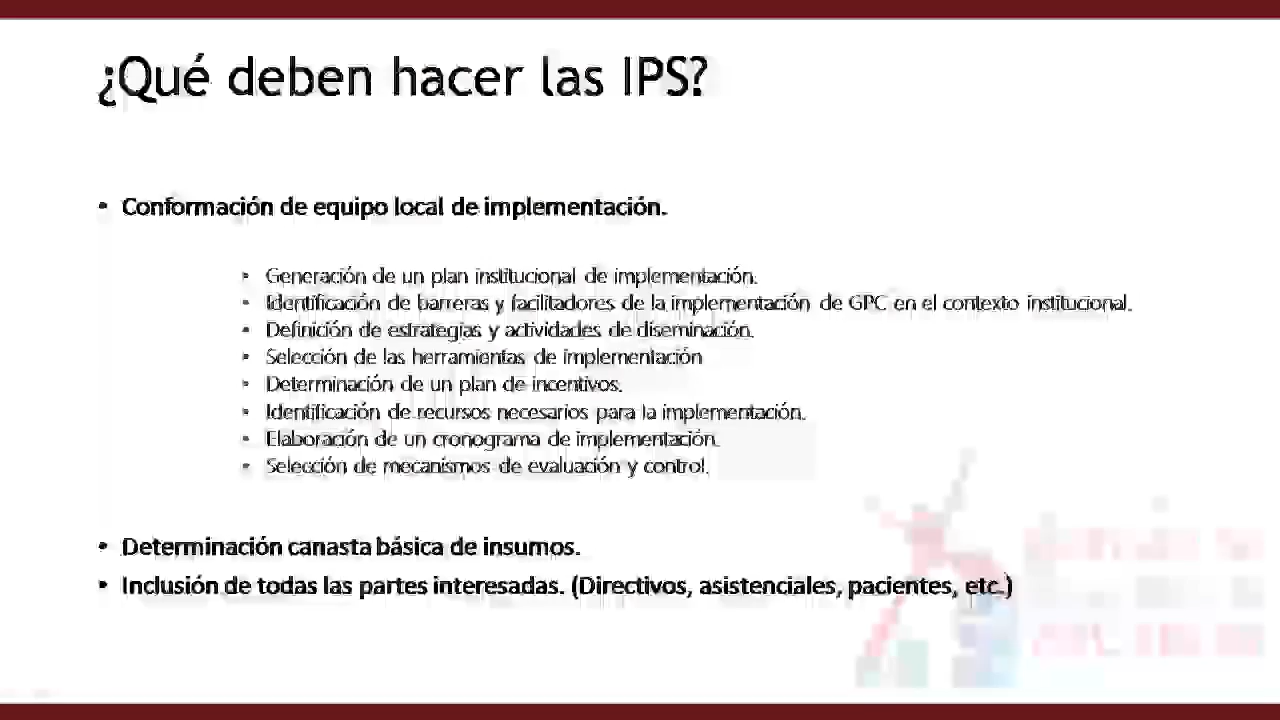 ¿Qué deben hacer las IPS?
• Conformación de equipo local de implementación.
• Generación de un plan institucional de implementación.
• Identificación de barreras y facilitadores de la implementación de GPC en el contexto institucional.
• Definición de estrategias y actividades de diseminación.
• Selección de las herramientas de implementación
• Determinación de un plan de incentivos.
• Identificación de recursos necesarios para la implementación.
• Elaboración de un cronograma de implementación.
• Selección de mecanismos de evaluación y control.
• Determinación canasta básica de insumos.
• Inclusión de todas las partes interesadas. (Directivos, asistenciales, pacientes, etc.)